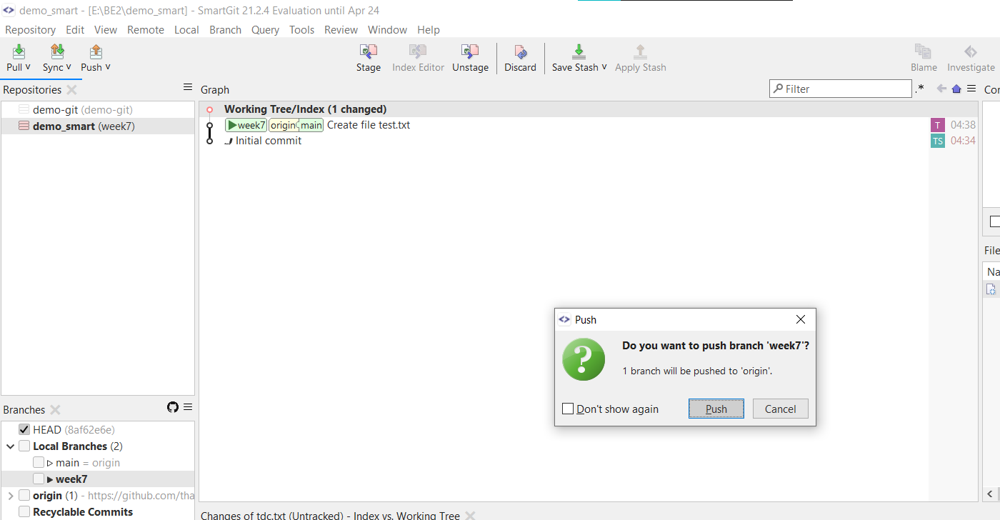 demo_smart - [E:\BE2\demo_smart] - SmartGit 21.2.4 Evaluation until Apr 24
Repository Edit View Remote Local Branch Query Tools Review Window Help
Pull Sync Push Stage Index Editor Unstage Discard Save Stash Apply Stash Blame Investigate
Repositories
demo-git (demo-git)
demo_smart (week7)
Graph
Filter
.*
Working Tree/Index (1 changed)
week7 origin main Create file test.txt T 04:38
Initial commit TS 04:34
Push
Do you want to push branch 'week7'?
1 branch will be pushed to 'origin'.
Don't show again Push Cancel
Branches
HEAD (8af62e6e)
Local Branches (2)
main = origin
week7
origin (1) - https://github.com/tha
Recyclable Commits
Changes of tdc.txt (Untracked) - Index vs. Working Tree
Cor
File
Na